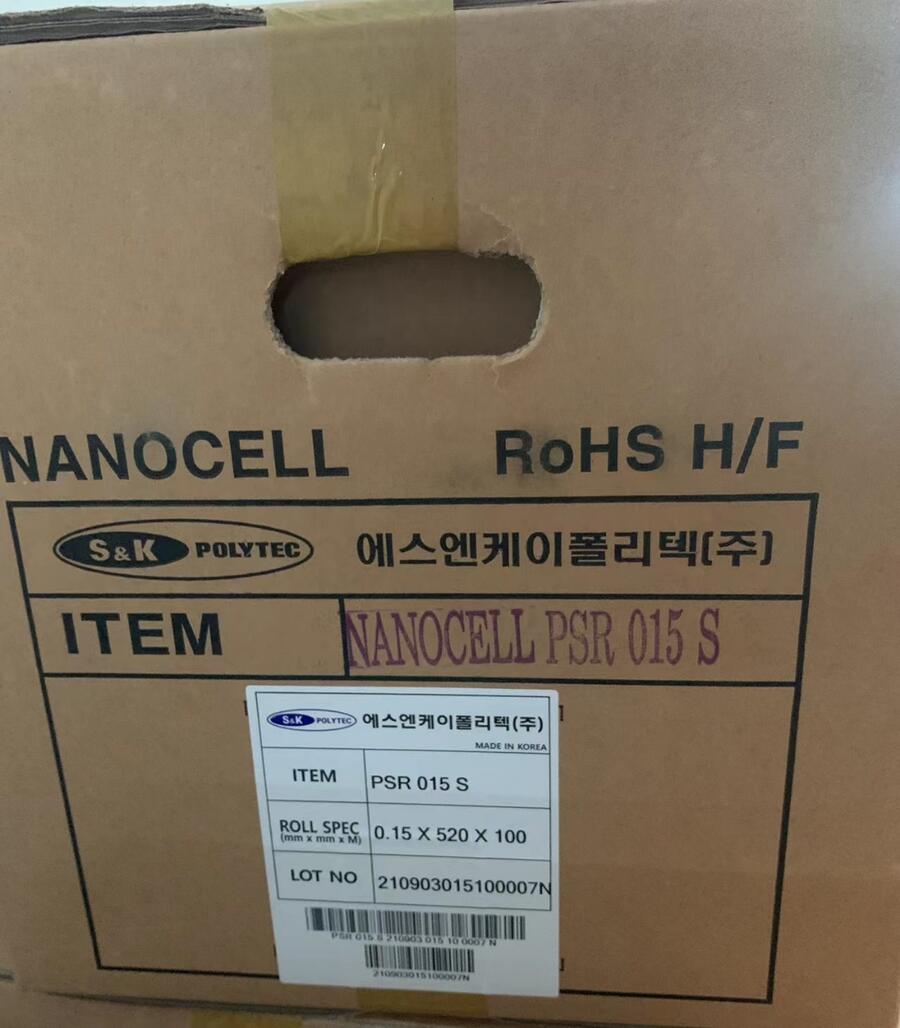 NANOCELL RoHS H/F
S&K POLYTEC 에스엔케이폴리텍(주)
ITEM NANOCELL PSR 015 S
S&K POLYTEC 에스엔케이폴리텍(주)
MADE IN KOREA
ITEM PSR 015 S
ROLL SPEC 0.15 X 520 X 100
(mm x mm x M)
LOT NO 210903015100007N
PSR 015 S 210903 015 10 0007 N
210903015100007N